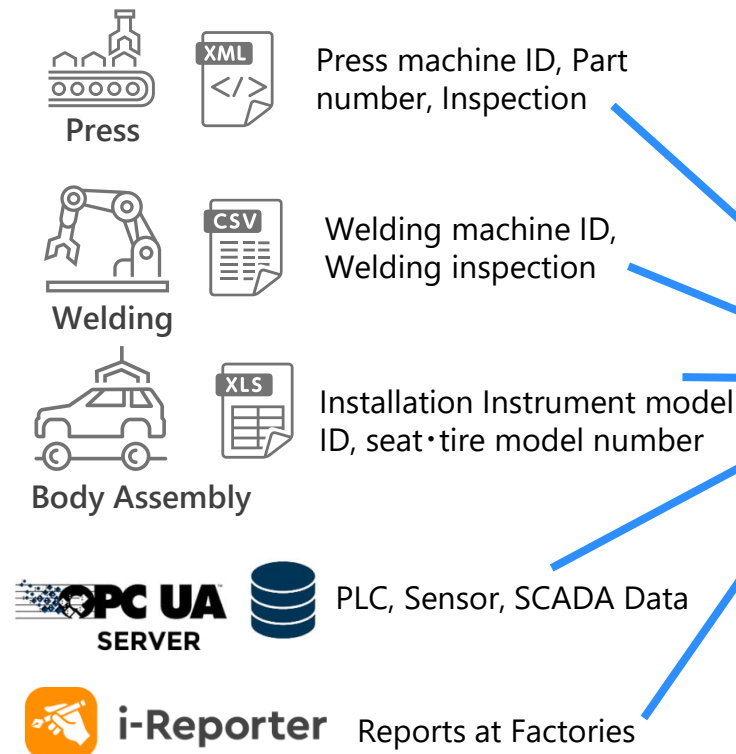 XML
</>
Press machine ID, Part
number, Inspection
Press
CSV
Welding machine ID,
Welding inspection
Welding
XLS
Installation Instrument model
ID, seat・tire model number
Body Assembly
OPC UA
SERVER
PLC, Sensor, SCADA Data
i-Reporter
Reports at Factories